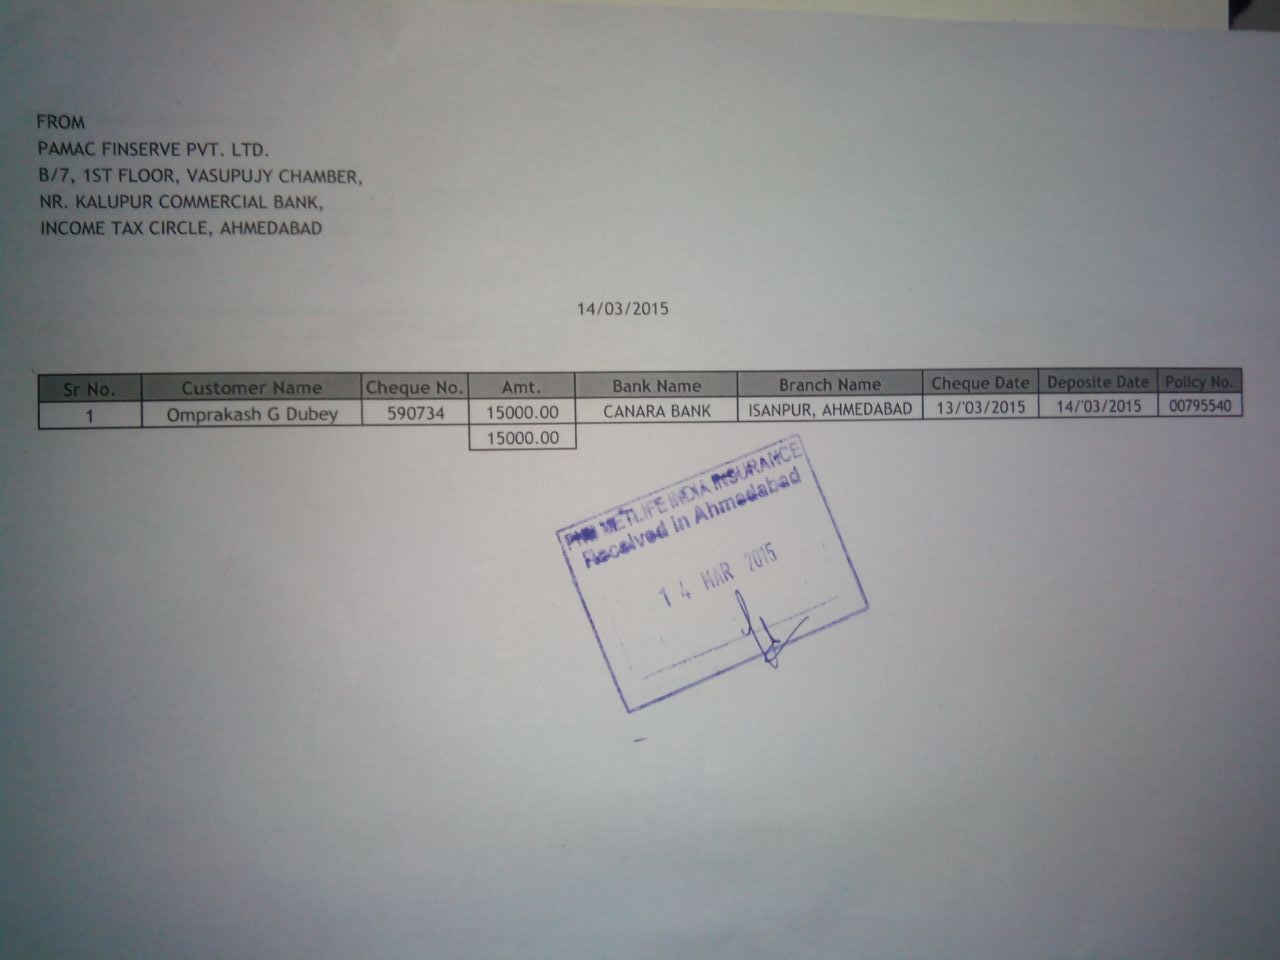 FROM
PAMAC FINSERVE PVT. LTD.
B/7, 1ST FLOOR, VASUPUJY CHAMBER,
NR. KALUPUR COMMERCIAL BANK,
INCOME TAX CIRCLE, AHMEDABAD
14/03/2015
Sr No. Customer Name Cheque No. Amt. Bank Name Branch Name Cheque Date Deposite Date Policy No.
1 Omprakash G Dubey 590734 15000.00 CANARA BANK ISANPUR, AHMEDABAD 13/'03/2015 14/'03/2015 00795540
15000.00
METLIFE INDIA INSURANCE
Received in Ahmedabad
14 MAR 2015